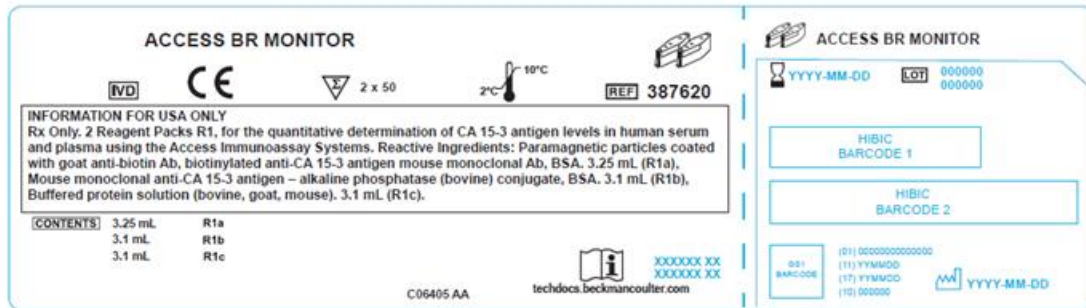 ACCESS BR MONITOR
IVD
CE
Σ 2 x 50
2°C
10°C
REF 387620
INFORMATION FOR USA ONLY
Rx Only. 2 Reagent Packs R1, for the quantitative determination of CA 15-3 antigen levels in human serum
and plasma using the Access Immunoassay Systems. Reactive Ingredients: Paramagnetic particles coated
with goat anti-biotin Ab, biotinylated anti-CA 15-3 antigen mouse monoclonal Ab, BSA. 3.25 mL (R1a),
Mouse monoclonal anti-CA 15-3 antigen – alkaline phosphatase (bovine) conjugate, BSA. 3.1 mL (R1b),
Buffered protein solution (bovine, goat, mouse). 3.1 mL (R1c).
CONTENTS 3.25 mL R1a
3.1 mL R1b
3.1 mL R1c
i
XXXXXX XX
XXXXXX XX
C06405 AA
techdocs.beckmancoulter.com
ACCESS BR MONITOR
YYYY-MM-DD
LOT 000000
000000
HIBIC
BARCODE 1
HIBIC
BARCODE 2
GS1
BARCODE
(01) 00000000000000
(11) YYMMDD
(17) YYMMDD
(10) 000000
YYYY-MM-DD